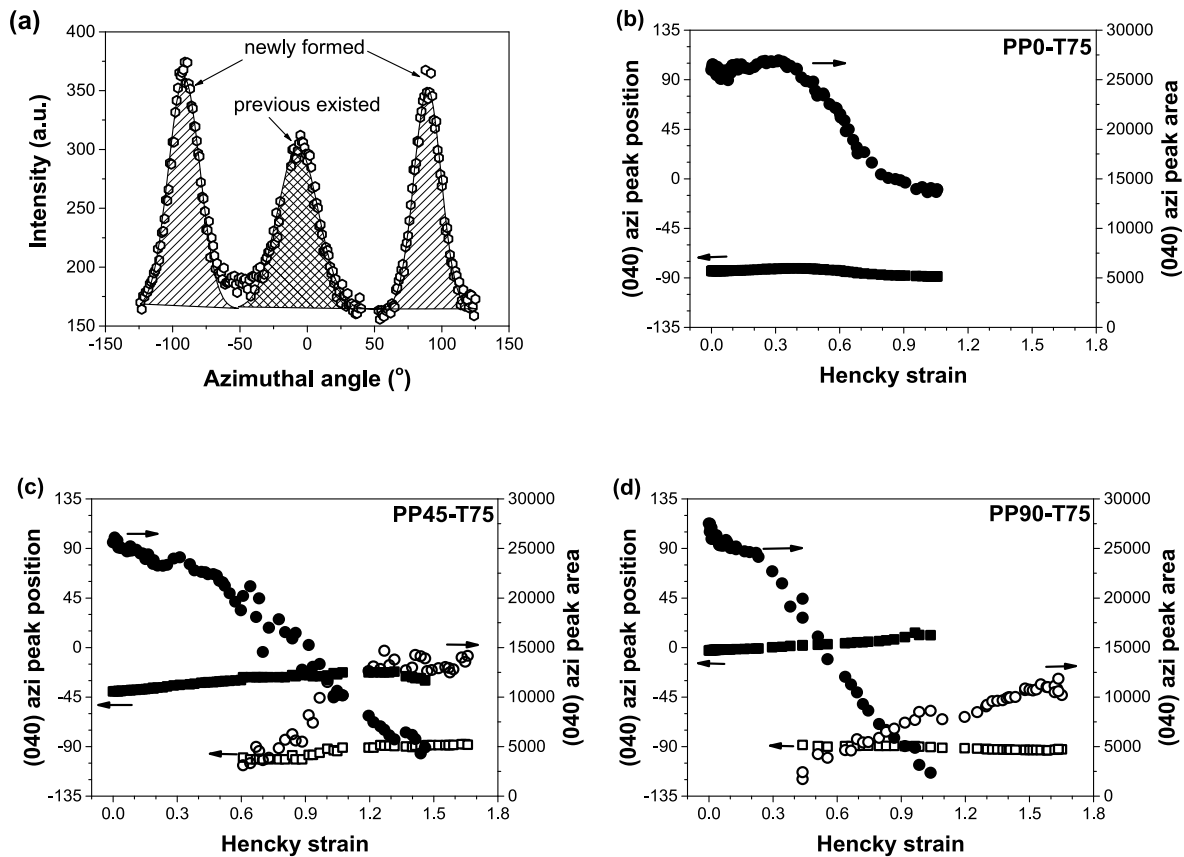 (a)
400
350
300
250
200
150
Intensity (a.u.)
newly formed
previous existed
-150 -100 -50 0 50 100 150
Azimuthal angle (o)
(b)
PP0-T75
135
90
45
0
-45
-90
-135
(040) azi peak position
30000
25000
20000
15000
10000
5000
0
(040) azi peak area
0.0 0.3 0.6 0.9 1.2 1.5 1.8
Hencky strain
(c)
PP45-T75
135
90
45
0
-45
-90
-135
(040) azi peak position
30000
25000
20000
15000
10000
5000
0
(040) azi peak area
0.0 0.3 0.6 0.9 1.2 1.5 1.8
Hencky strain
(d)
PP90-T75
135
90
45
0
-45
-90
-135
(040) azi peak position
30000
25000
20000
15000
10000
5000
0
(040) azi peak area
0.0 0.3 0.6 0.9 1.2 1.5 1.8
Hencky strain